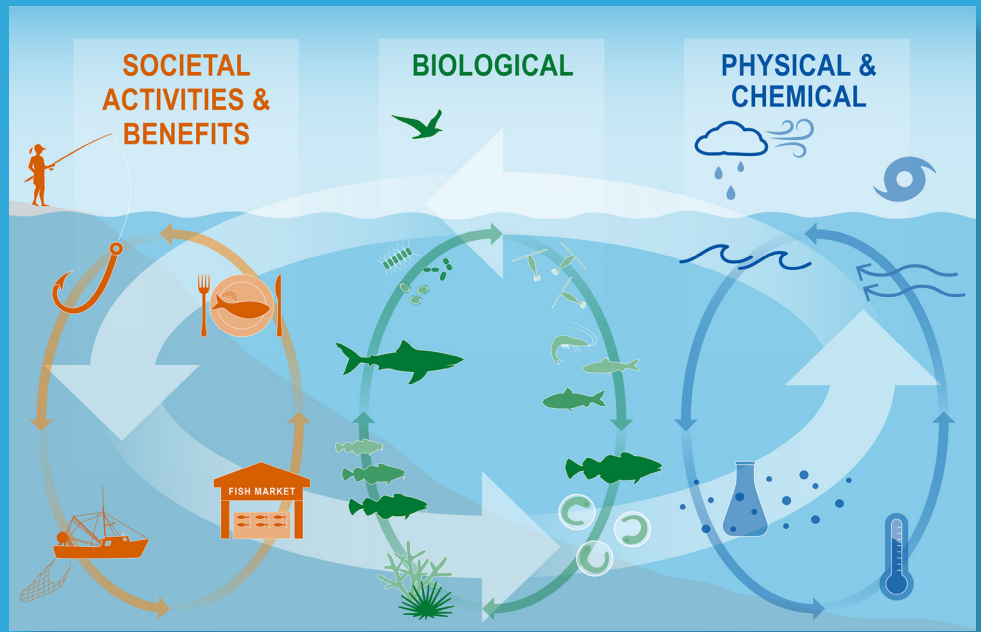 SOCIETAL
ACTIVITIES &
BENEFITS
BIOLOGICAL
PHYSICAL &
CHEMICAL
FISH MARKET